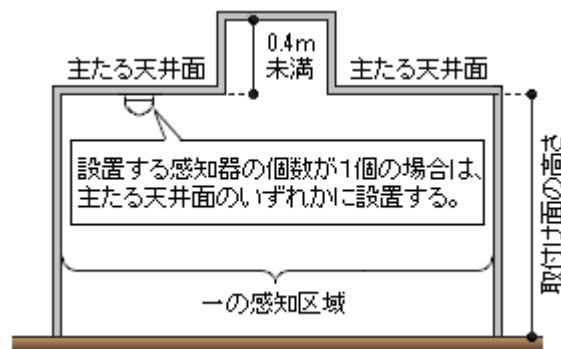 0.4m
未満
主たる天井面
主たる天井面
設置する感知器の個数が1個の場合は、
主たる天井面のいずれかに設置する。
取付け面の高さ
一の感知区域